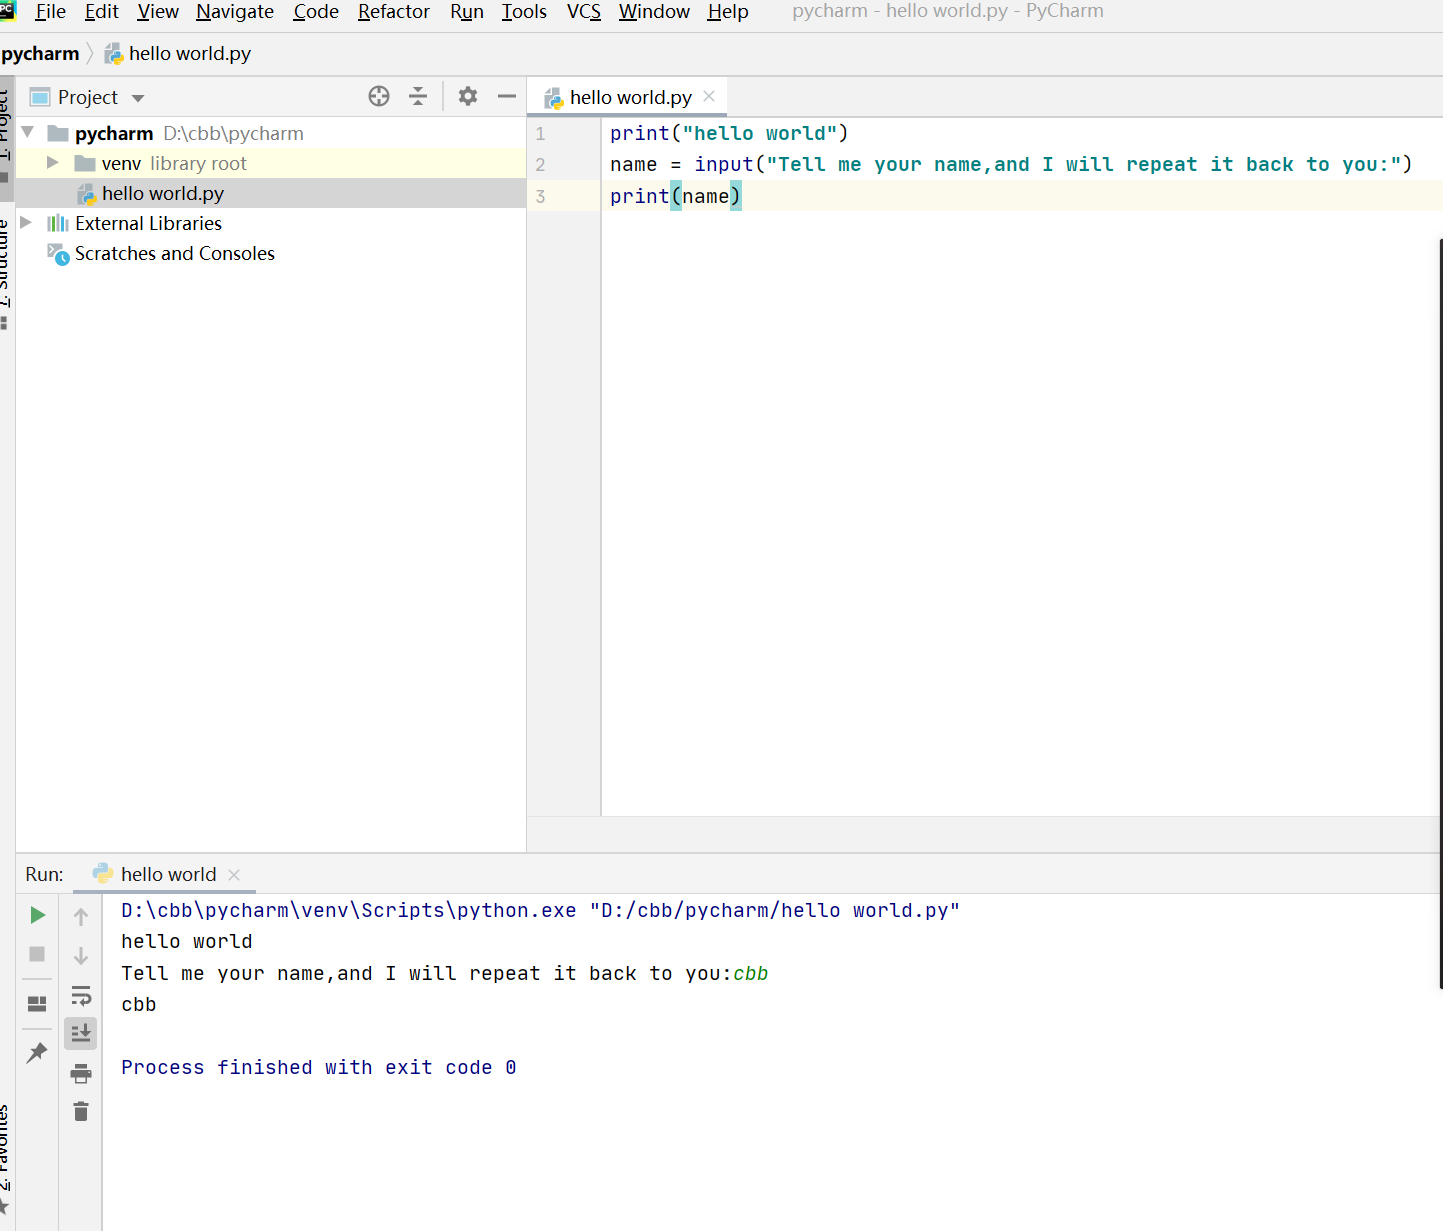 PC File Edit View Navigate Code Refactor Run Tools VCS Window Help pycharm - hello world.py - PyCharm
pycharm hello world.py
1: Project
7: Structure
2: Favorites
Project
pycharm D:\cbb\pycharm
venv library root
hello world.py
External Libraries
Scratches and Consoles
hello world.py
1 print("hello world")
2 name = input("Tell me your name,and I will repeat it back to you:")
3 print(name)
Run: hello world
D:\cbb\pycharm\venv\Scripts\python.exe "D:/cbb/pycharm/hello world.py"
hello world
Tell me your name,and I will repeat it back to you:cbb
cbb
Process finished with exit code 0